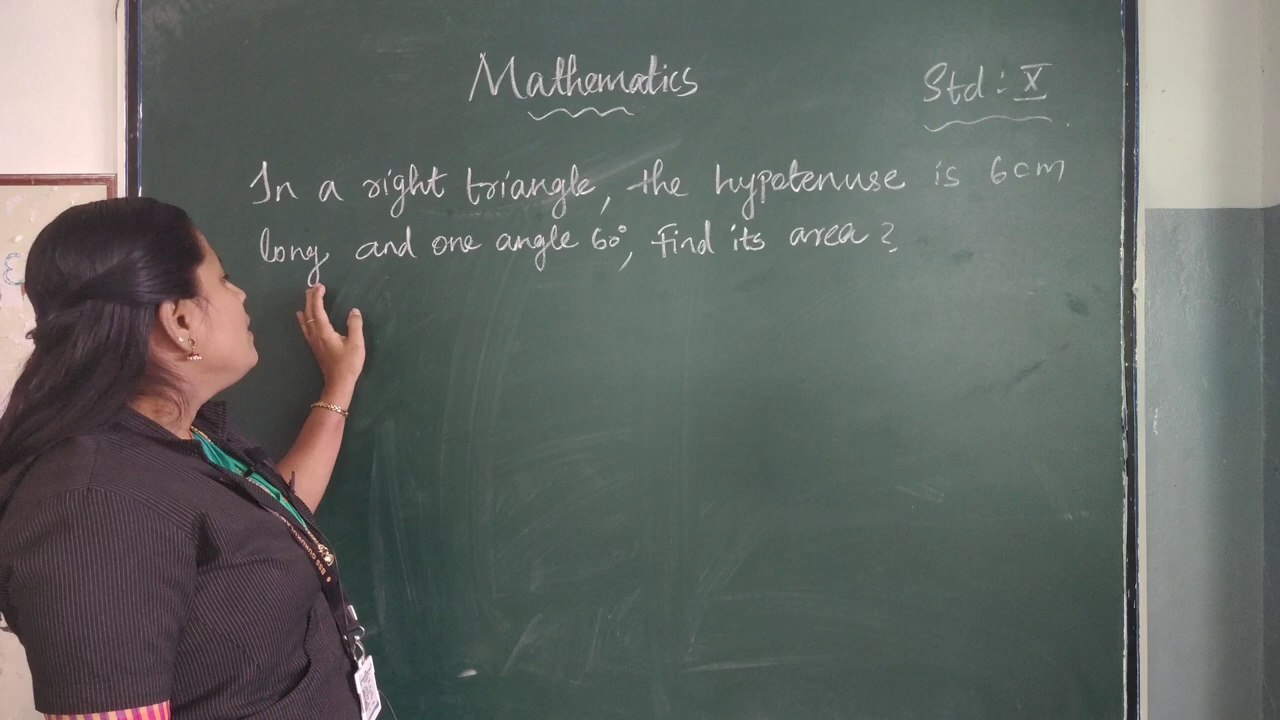 Mathematics
Std : X
In a right triangle, the hypotenuse is 6cm
long and one angle 60°, Find its area ?